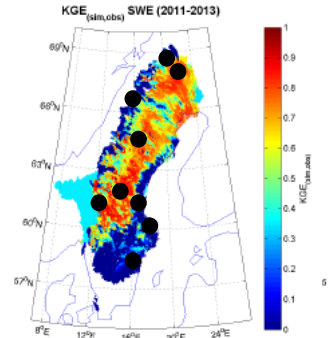 KGE(sim,obs) SWE (2011-2013)
69°N
66°N
63°N
60°N
57°N
8°E
12°E
16°E
20°E
24°E
1
0.9
0.8
0.7
0.6
0.5
0.4
0.3
0.2
0.1
0
KGE(sim,obs)
5